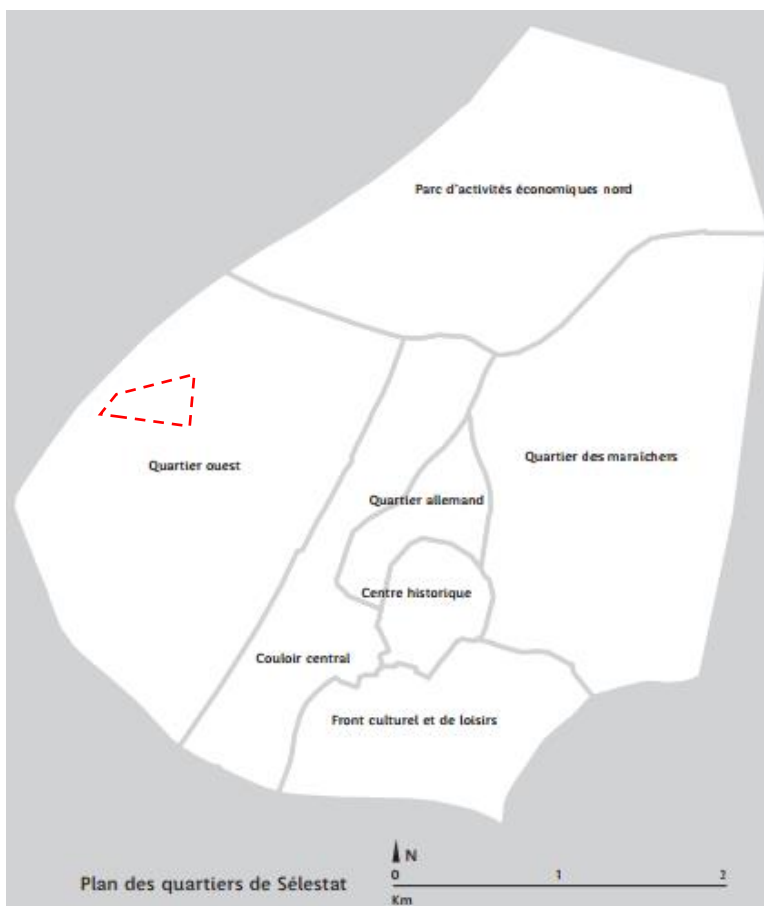 Parc d'activités économiques nord
Quartier ouest
Quartier des maraîchers
Quartier allemand
Centre historique
Couloir central
Front culturel et de loisirs
Plan des quartiers de Sélestat
N
0 1 2
Km